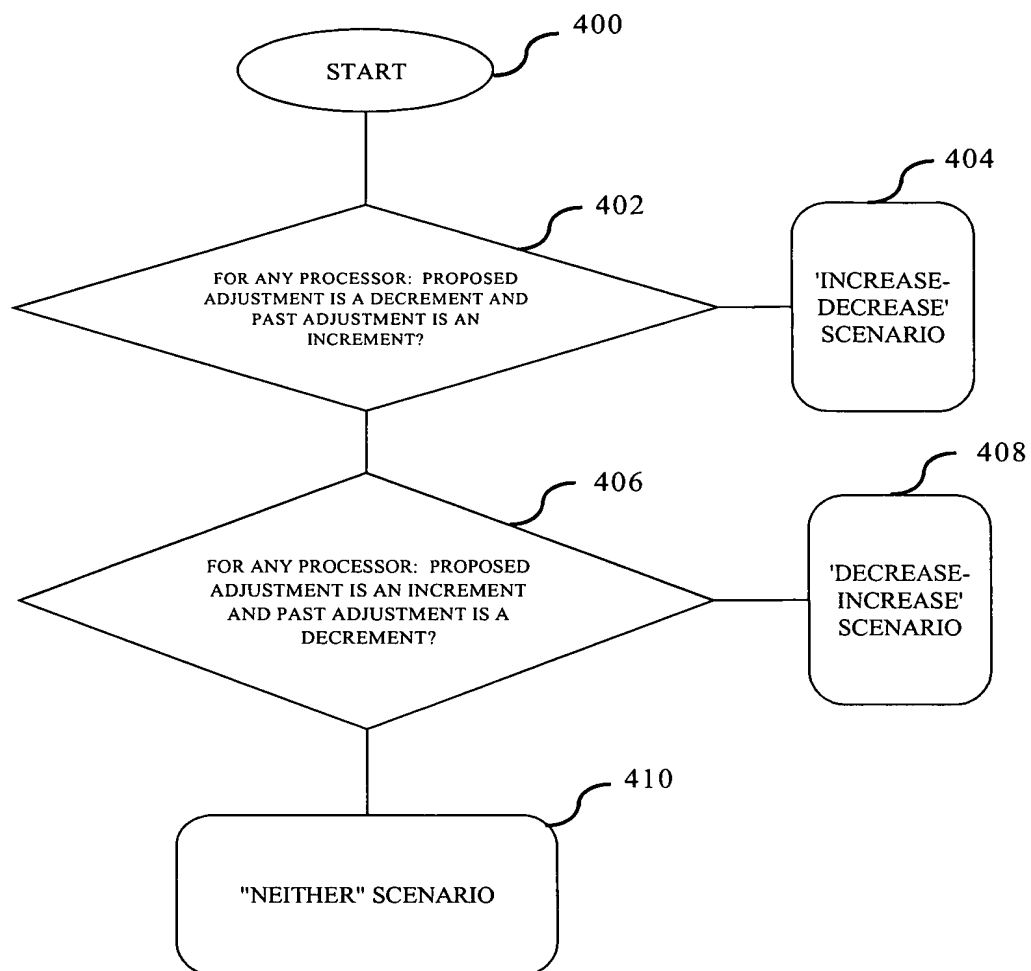 400
START
402
FOR ANY PROCESSOR: PROPOSED
ADJUSTMENT IS A DECREMENT AND
PAST ADJUSTMENT IS AN
INCREMENT?
404
'INCREASE-
DECREASE'
SCENARIO
406
FOR ANY PROCESSOR: PROPOSED
ADJUSTMENT IS AN INCREMENT
AND PAST ADJUSTMENT IS A
DECREMENT?
408
'DECREASE-
INCREASE'
SCENARIO
410
"NEITHER" SCENARIO